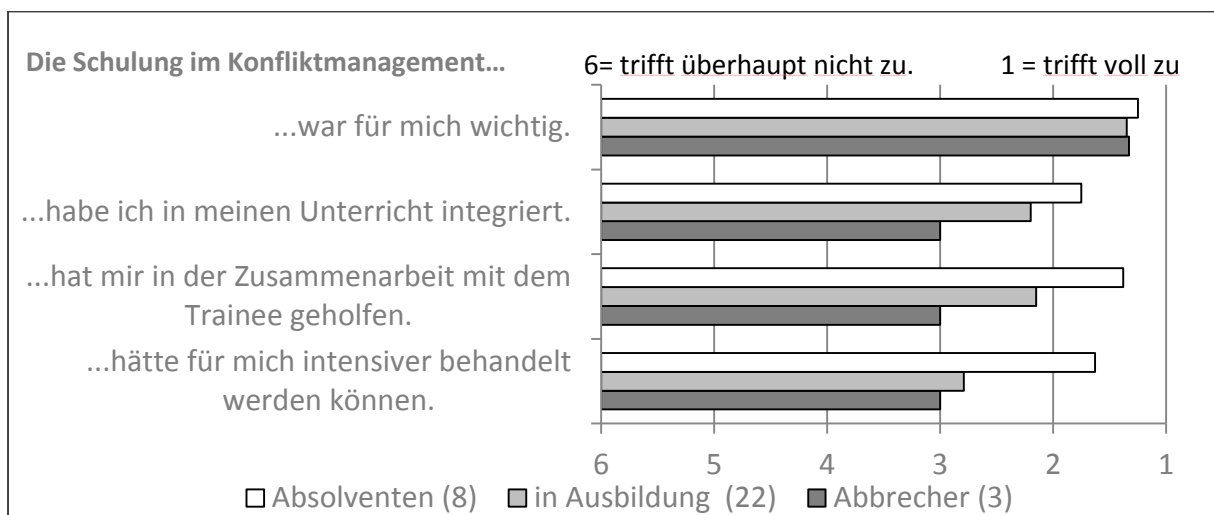 Die Schulung im Konfliktmanagement…
6= trifft überhaupt nicht zu.
1 = trifft voll zu
...war für mich wichtig.
...habe ich in meinen Unterricht integriert.
...hat mir in der Zusammenarbeit mit dem
Trainee geholfen.
...hätte für mich intensiver behandelt
werden können.
6 5 4 3 2 1
Absolventen (8) in Ausbildung (22) Abbrecher (3)